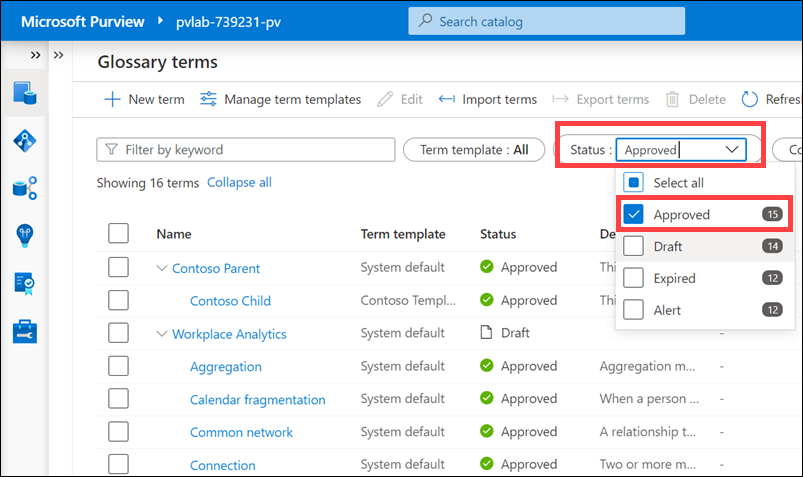 Microsoft Purview pvlab-739231-pv Search catalog
Glossary terms
New term Manage term templates Edit Import terms Export terms Delete Refres
Filter by keyword Term template : All Status : Approved Co
Showing 16 terms Collapse all Select all
Approved 15
Name Term template Status De Draft 14
Contoso Parent System default Approved Thi Expired 12
Contoso Child Contoso Templ... Approved Thi Alert 12
Workplace Analytics System default Draft -
Aggregation System default Approved Aggregation m... -
Calendar fragmentation System default Approved When a person ... -
Common network System default Approved A relationship t... -
Connection System default Approved Two or more m... -